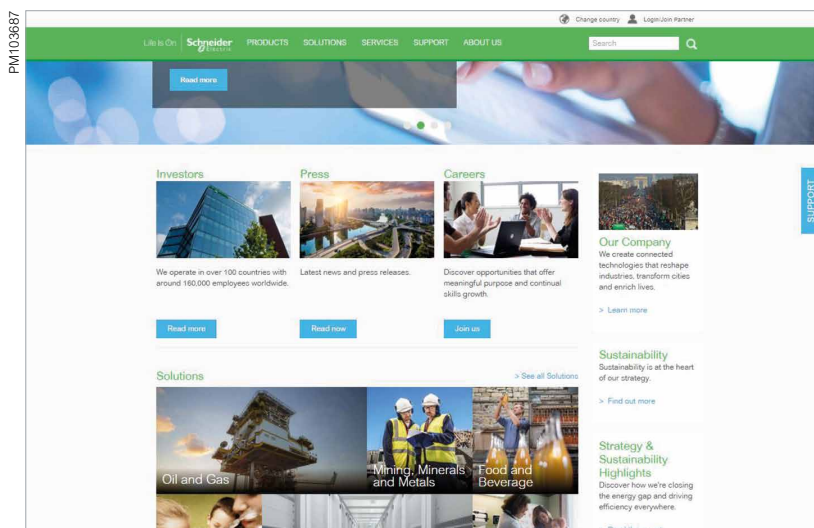 PM103687
Change country
Login/Join Partner
Life Is On
Schneider
Electric
PRODUCTS
SOLUTIONS
SERVICES
SUPPORT
ABOUT US
Search
Read more
SUPPORT
Investors
We operate in over 100 countries with
around 160,000 employees worldwide.
Read more
Press
Latest news and press releases.
Read now
Careers
Discover opportunities that offer
meaningful purpose and continual
skills growth.
Join us
Our Company
We create connected
technologies that reshape
industries, transform cities
and enrich lives.
> Learn more
Sustainability
Sustainability is at the heart
of our strategy.
> Find out more
Strategy &
Sustainability
Highlights
Discover how we're closing
the energy gap and driving
efficiency everywhere.
Solutions
> See all Solutions
Oil and Gas
Mining, Minerals
and Metals
Food and
Beverage